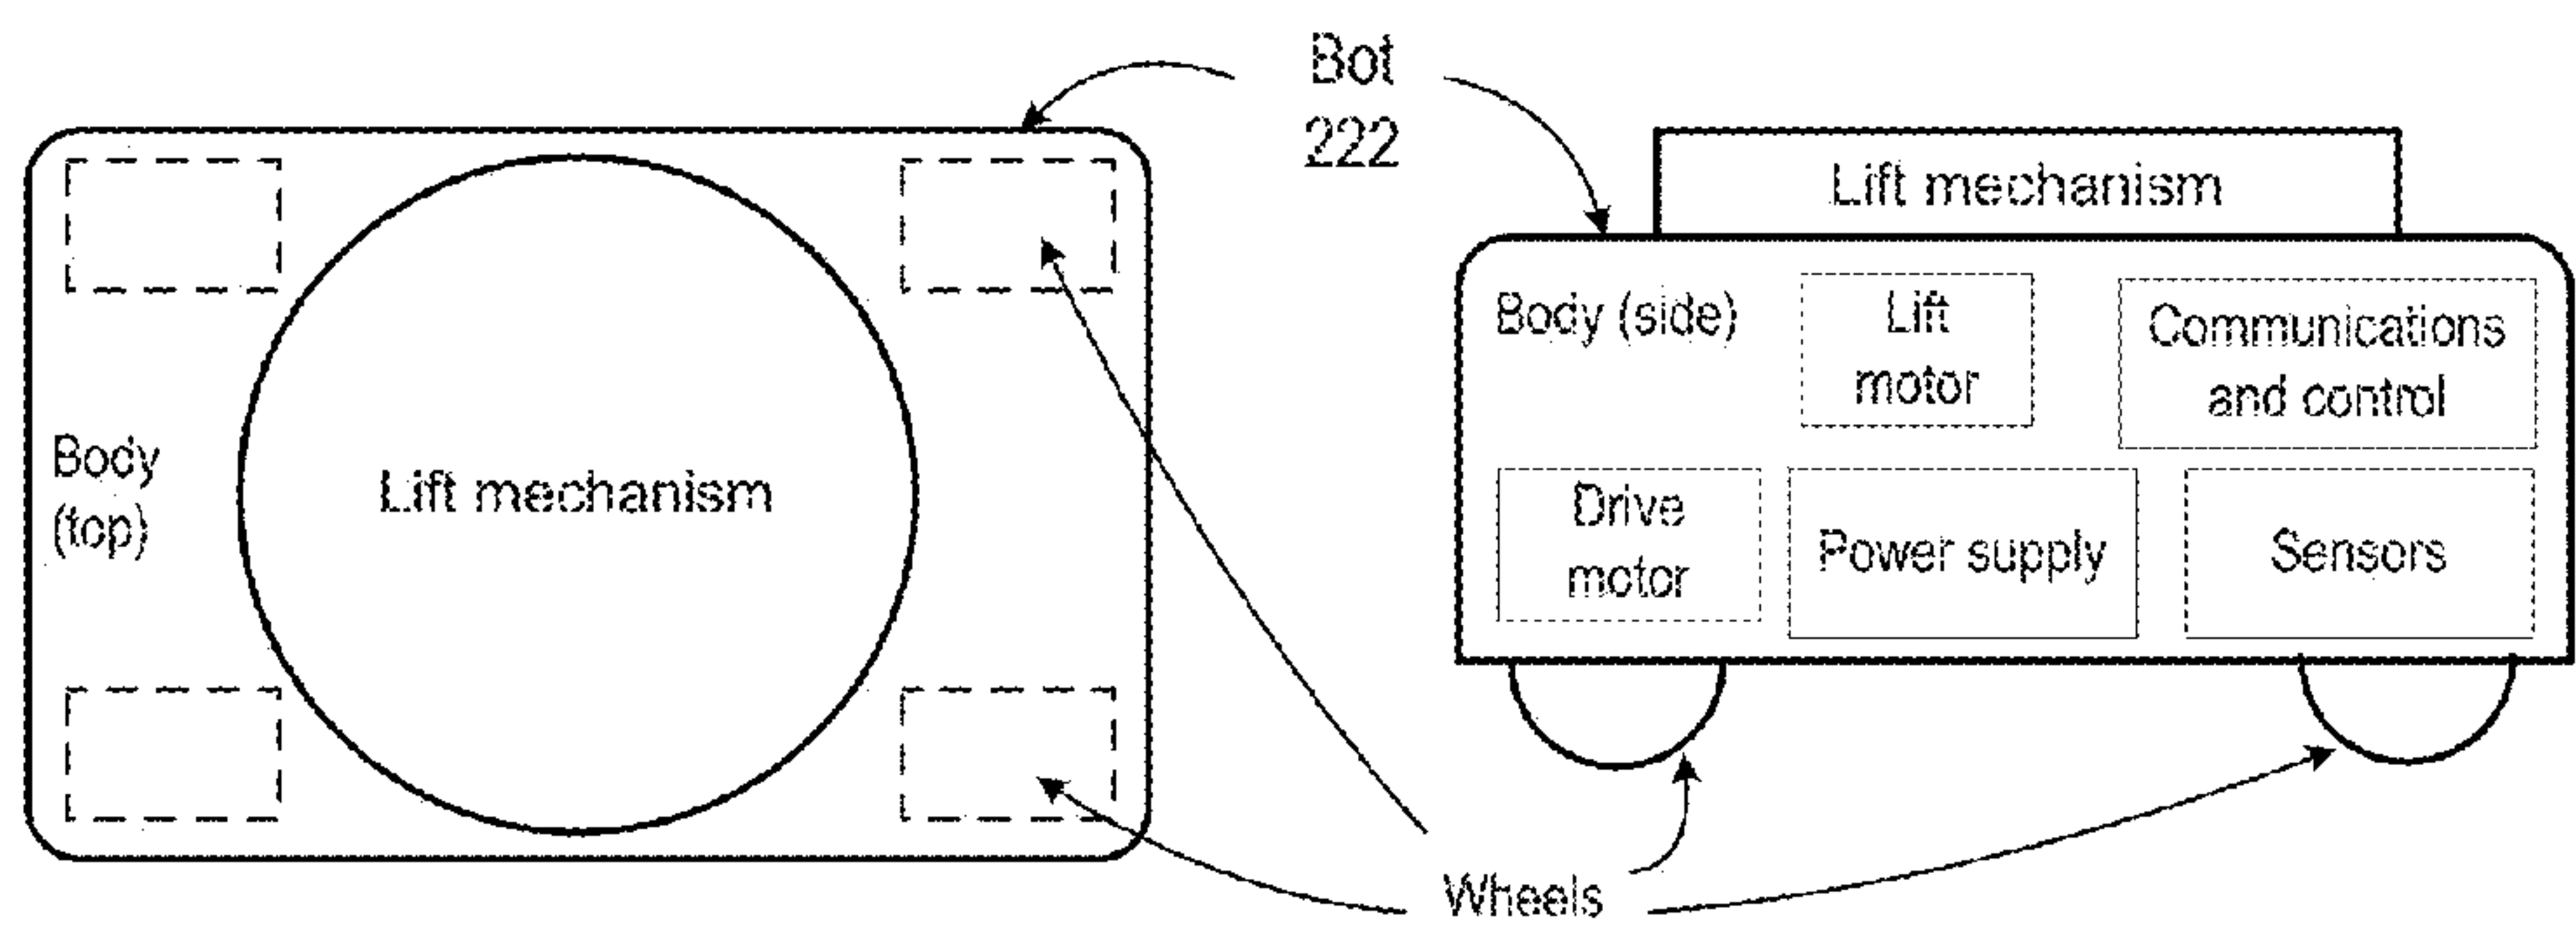 Bot
222
Lift mechanism
Body (side)
Lift
motor
Communications
and control
Body
(top)
Lift mechanism
Drive
motor
Power supply
Sensors
Wheels